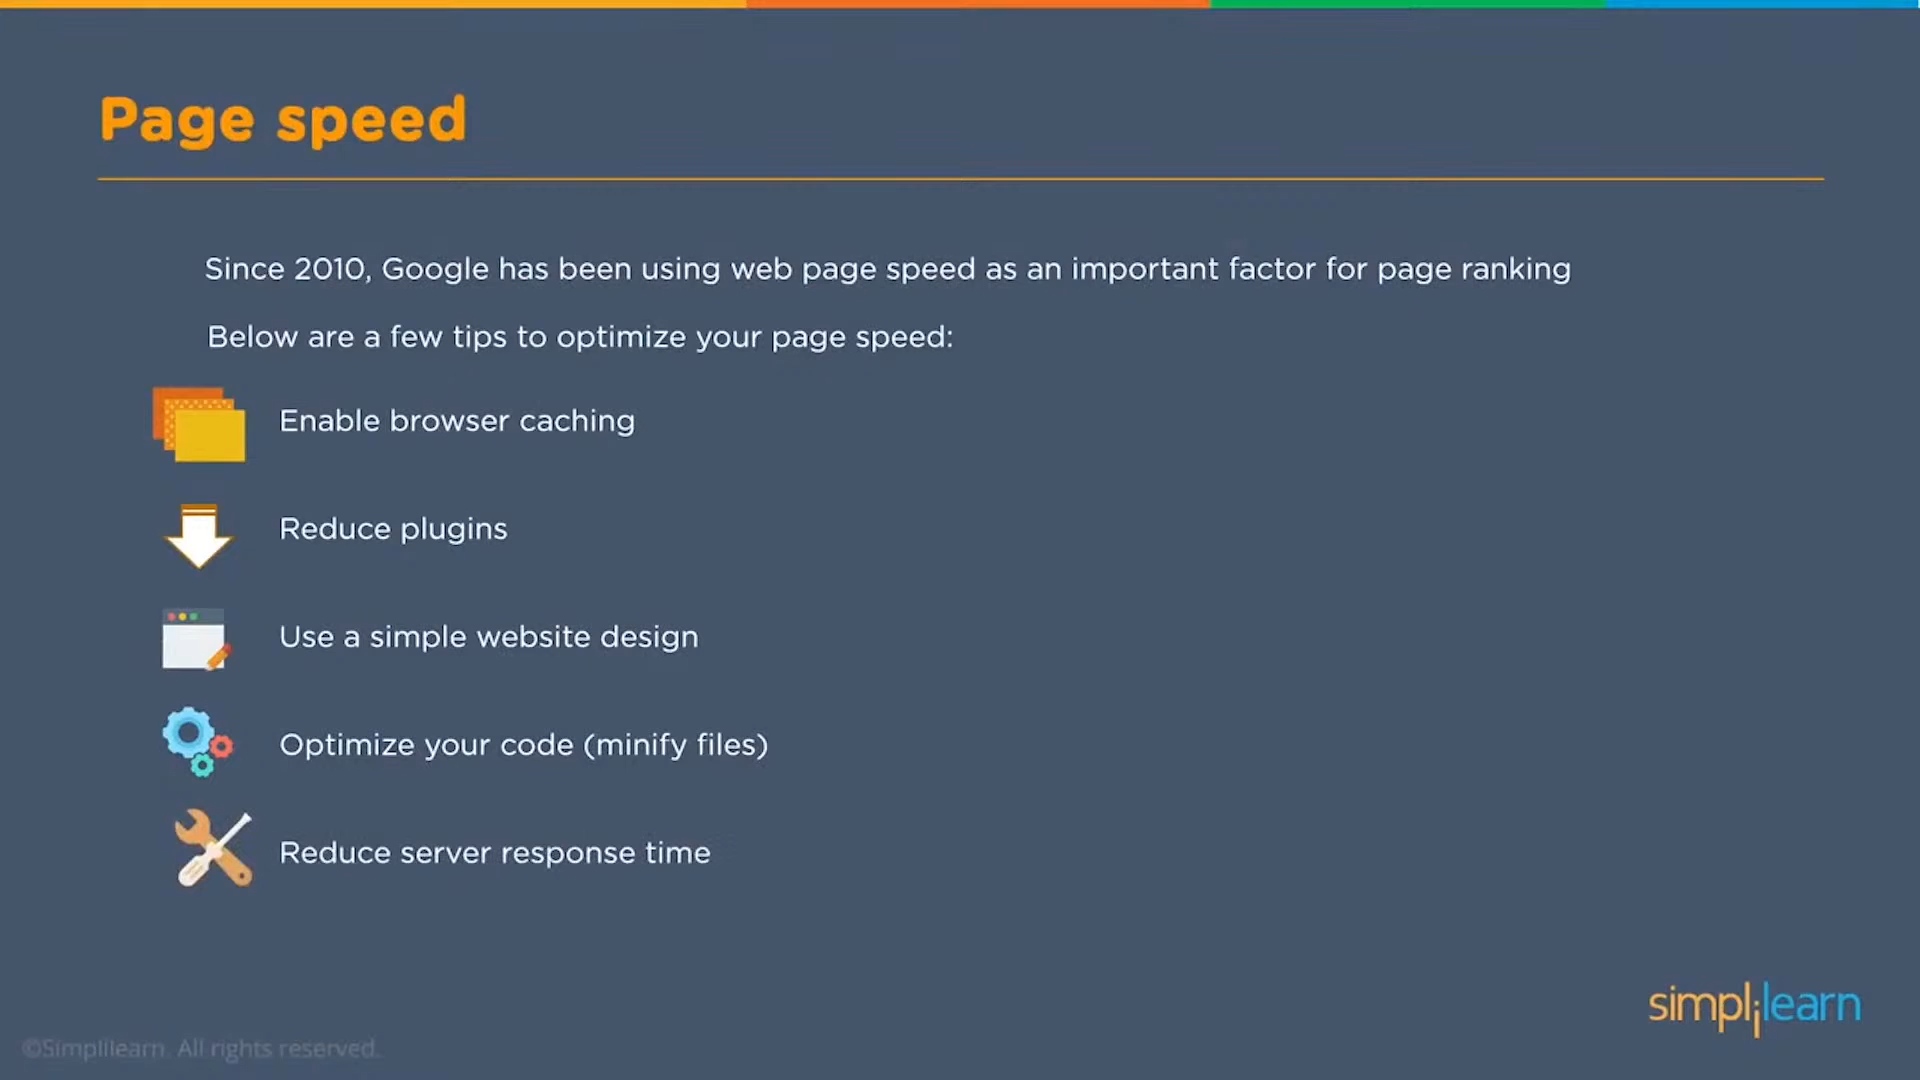 Page speed
Since 2010, Google has been using web page speed as an important factor for page ranking
Below are a few tips to optimize your page speed:
Enable browser caching
Reduce plugins
Use a simple website design
Optimize your code (minify files)
Reduce server response time
simplilearn
©Simplilearn. All rights reserved.